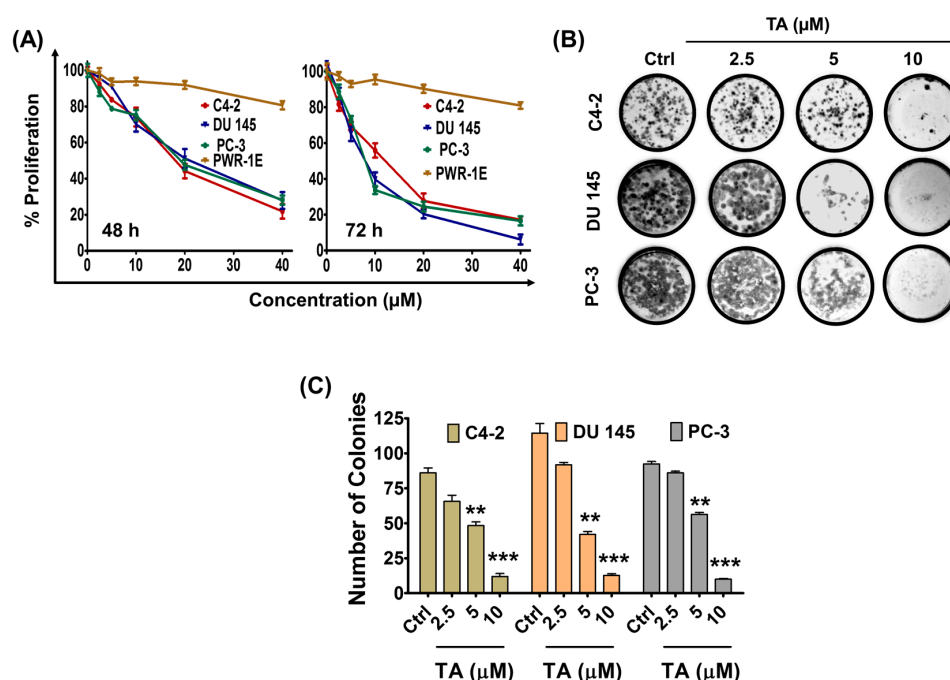 (A)
% Proliferation
100
80
60
40
20
0
C4-2
DU 145
PC-3
PWR-1E
48 h
0 10 20 30 40
100
80
60
40
20
0
C4-2
DU 145
PC-3
PWR-1E
72 h
0 10 20 30 40
Concentration (µM)
(B)
TA (µM)
Ctrl 2.5 5 10
C4-2
DU 145
PC-3
(C)
Number of Colonies
125
100
75
50
25
0
C4-2 DU 145 PC-3
** *** ** *** ** ***
Ctrl 2.5 5 10 Ctrl 2.5 5 10 Ctrl 2.5 5 10
TA (µM) TA (µM) TA (µM)